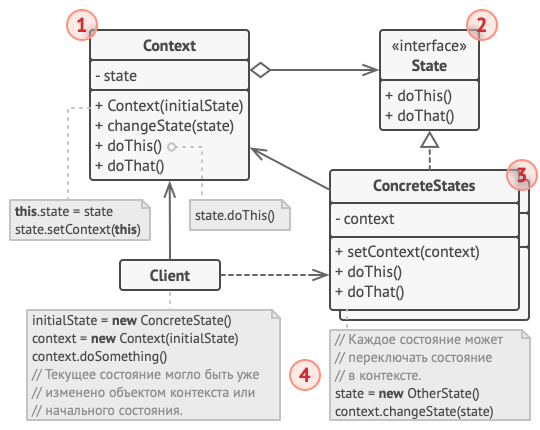 1
Context
- state
+ Context(initialState)
+ changeState(state)
+ doThis()
+ doThat()
2
«interface»
State
+ doThis()
+ doThat()
this.state = state
state.setContext(this)
state.doThis()
3
ConcreteStates
- context
+ setContext(context)
+ doThis()
+ doThat()
Client
initialState = new ConcreteState()
context = new Context(initialState)
context.doSomething()
// Текущее состояние могло быть уже
// изменено объектом контекста или
// начального состояния.
4
// Каждое состояние может
// переключать состояние
// в контексте.
state = new OtherState()
context.changeState(state)